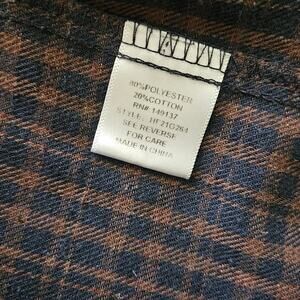 80%POLYESTER
20%COTTON
RN#:149137
STYLE: HF21G264
SEE REVERSE
FOR CARE
MADE IN CHINA